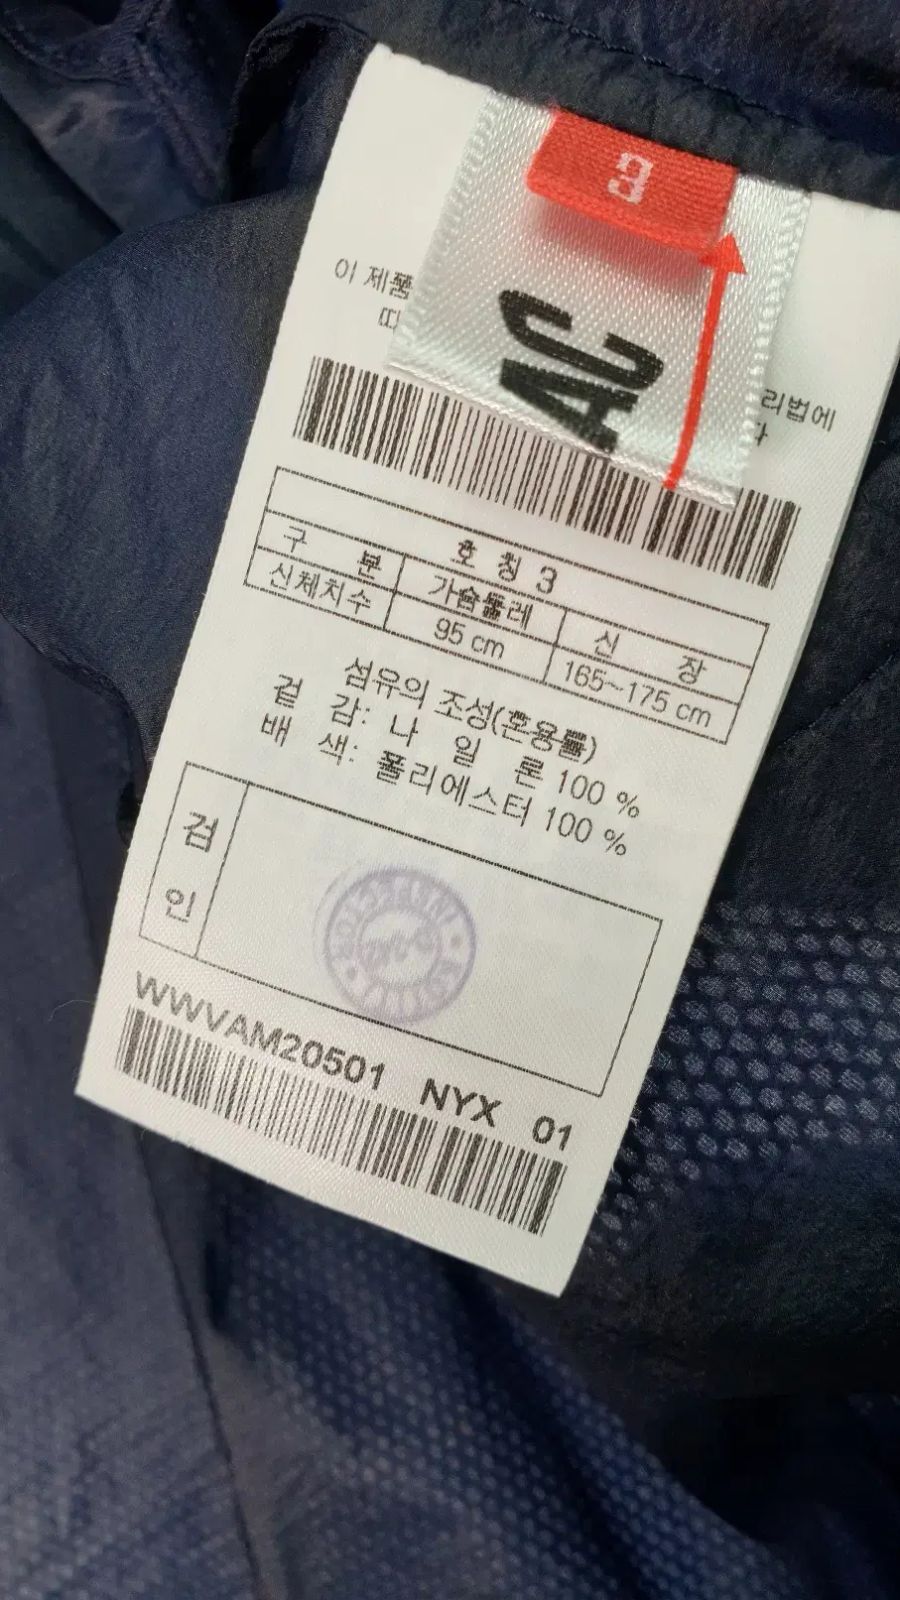 3
AC
이 제품
리법에
호 칭 3
구 분 가슴둘레 신 장
신체치수 95 cm 165~175 cm
섬유의 조성(혼용률)
겉 감: 나 일 론 100 %
배 색: 폴리에스터 100 %
검
인
WWVAM20501 NYX 01